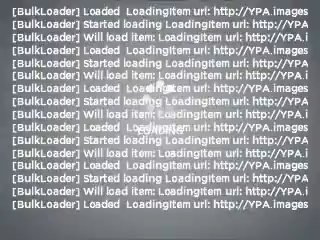 [BulkLoader] Loaded  LoadingItem url: http://YPA.images
[BulkLoader] Started loading LoadingItem url: http://YPA
[BulkLoader] Will load item: LoadingItem url: http://YPA.i
[BulkLoader] Loaded  LoadingItem url: http://YPA.images
[BulkLoader] Started loading LoadingItem url: http://YPA
[BulkLoader] Will load item: LoadingItem url: http://YPA.i
[BulkLoader] Loaded  LoadingItem url: http://YPA.images
[BulkLoader] Started loading LoadingItem url: http://YPA
[BulkLoader] Will load item: LoadingItem url: http://YPA.i
[BulkLoader] Loaded  LoadingItem url: http://YPA.images
LOADING
[BulkLoader] Started loading LoadingItem url: http://YPA
[BulkLoader] Will load item: LoadingItem url: http://YPA.i
[BulkLoader] Loaded  LoadingItem url: http://YPA.images
[BulkLoader] Started loading LoadingItem url: http://YPA
[BulkLoader] Will load item: LoadingItem url: http://YPA.i
[BulkLoader] Loaded  LoadingItem url: http://YPA.images